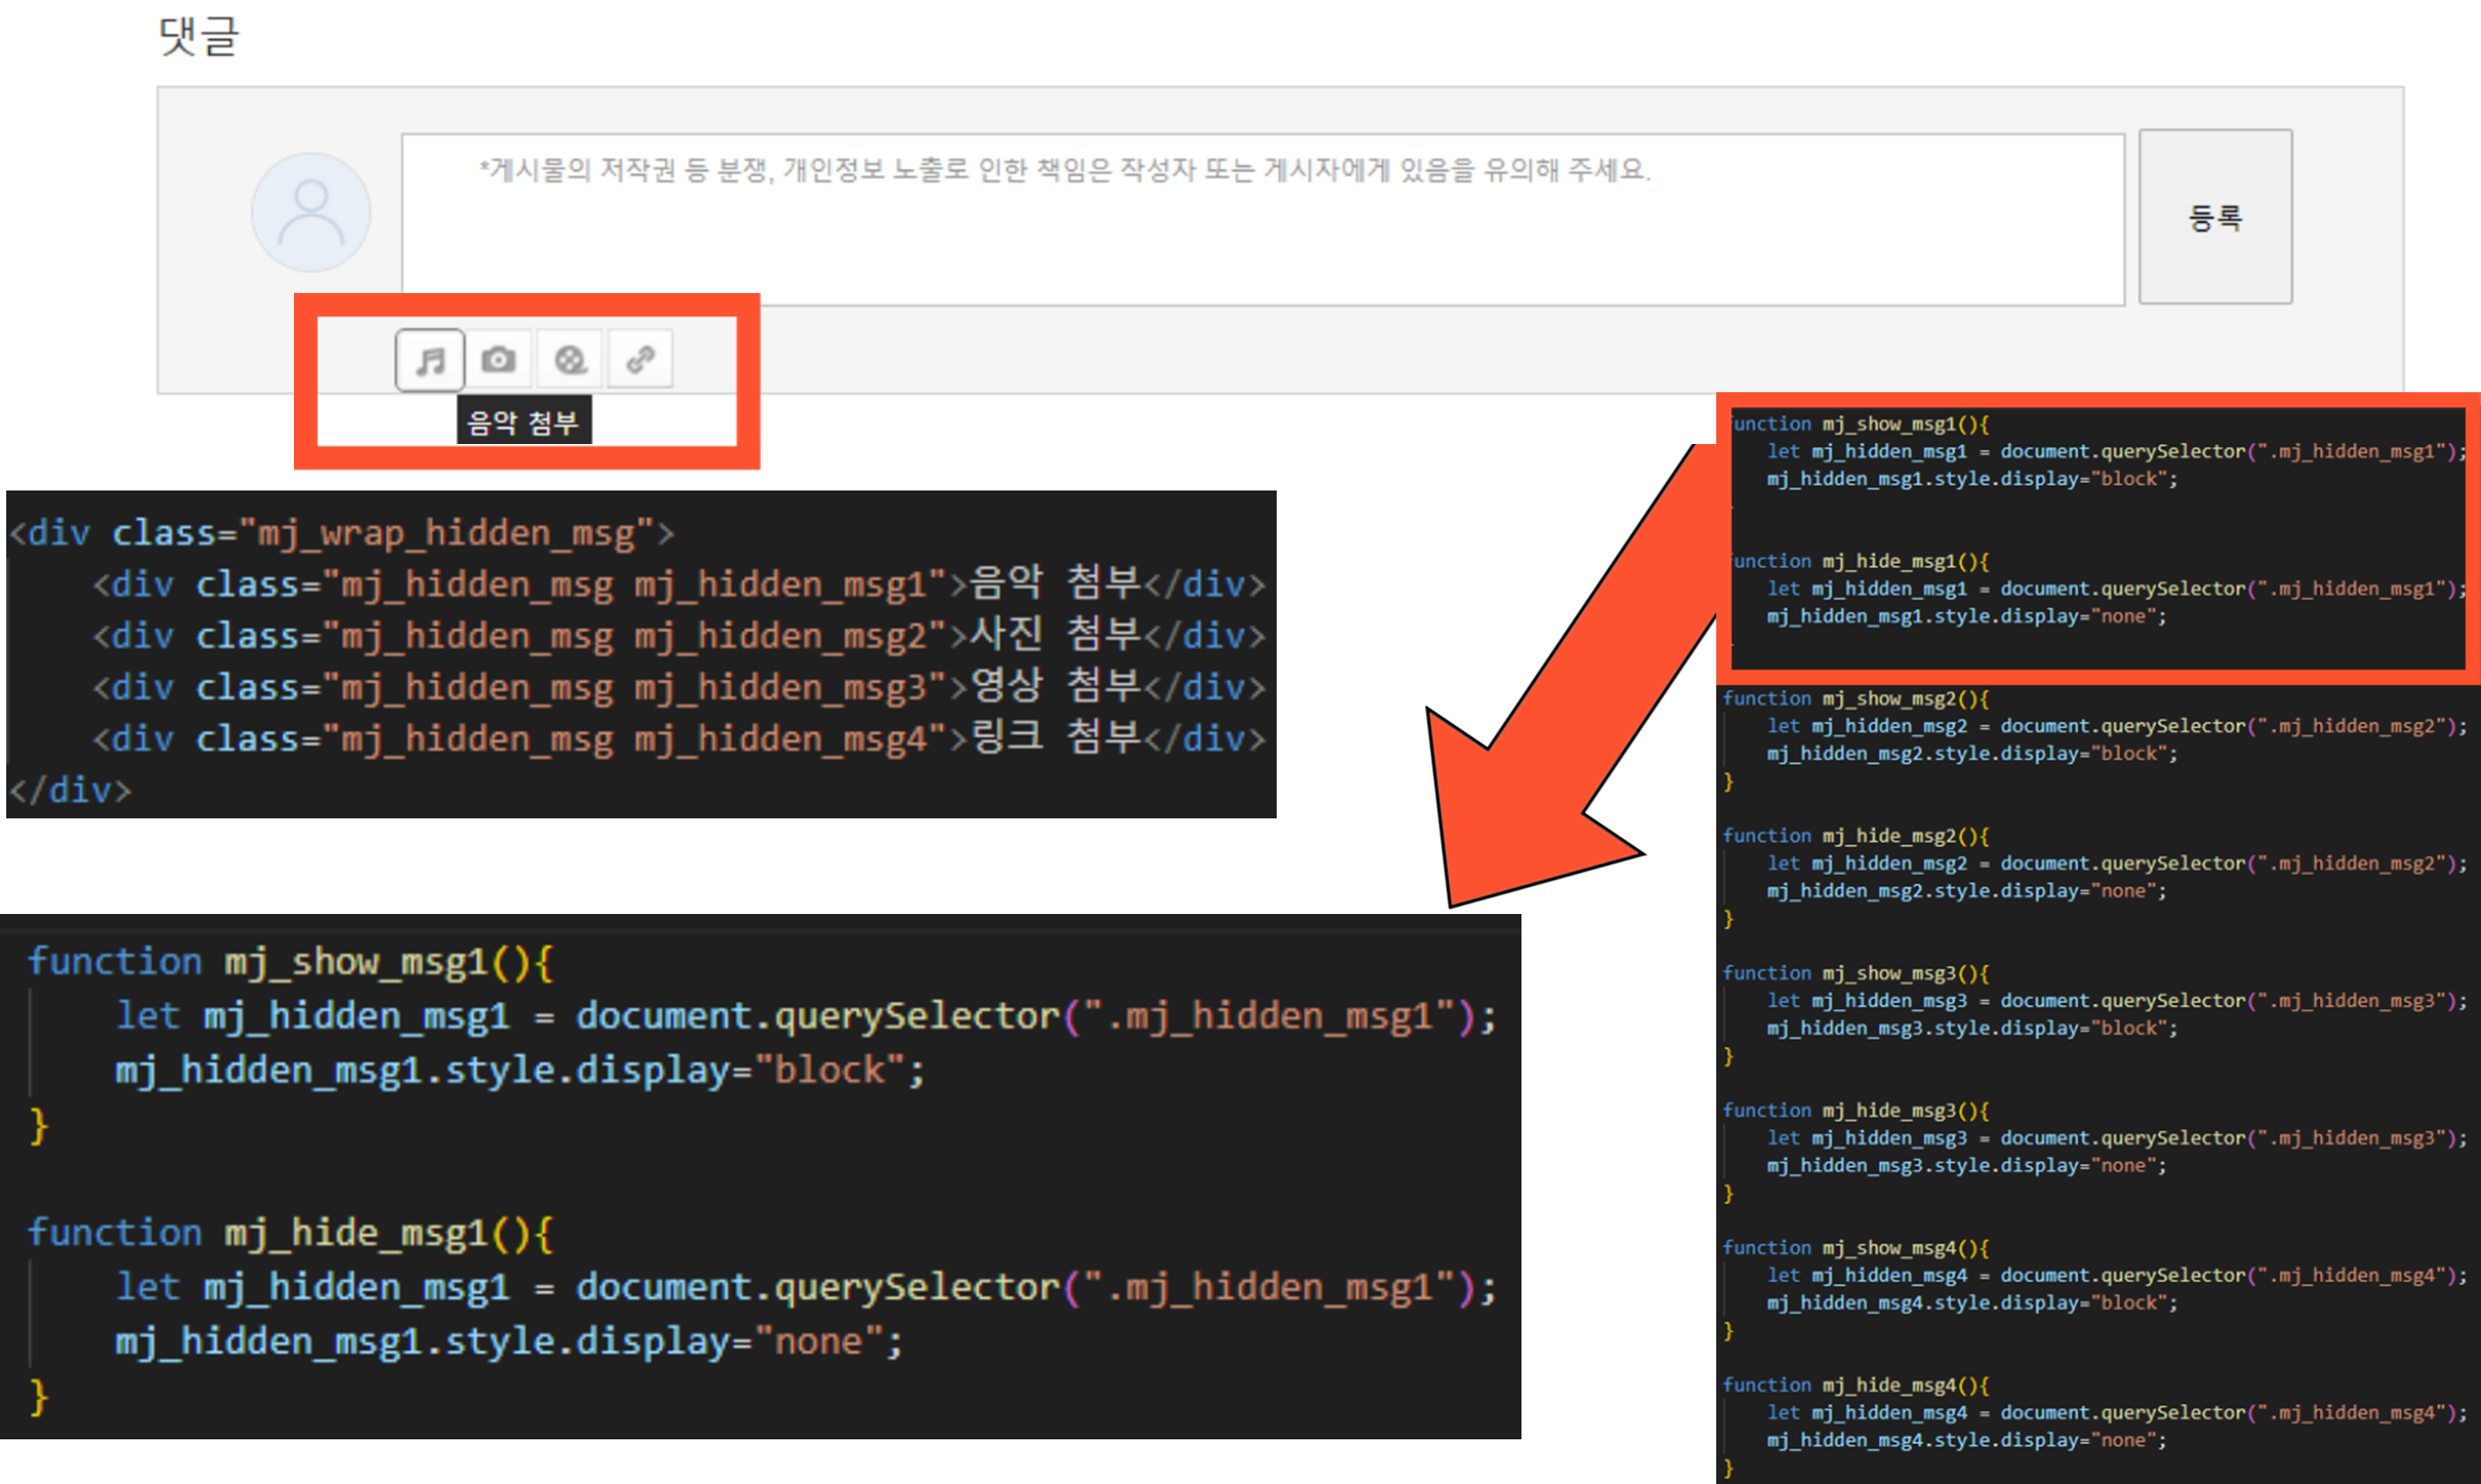 댓글
*게시물의 저작권 등 분쟁, 개인정보 노출로 인한 책임은 작성자 또는 게시자에게 있음을 유의해 주세요.
등록
음악 첨부
<div class="mj_wrap_hidden_msg">
    <div class="mj_hidden_msg mj_hidden_msg1">음악 첨부</div>
    <div class="mj_hidden_msg mj_hidden_msg2">사진 첨부</div>
    <div class="mj_hidden_msg mj_hidden_msg3">영상 첨부</div>
    <div class="mj_hidden_msg mj_hidden_msg4">링크 첨부</div>
</div>
function mj_show_msg1(){
    let mj_hidden_msg1 = document.querySelector(".mj_hidden_msg1");
    mj_hidden_msg1.style.display="block";
}
function mj_hide_msg1(){
    let mj_hidden_msg1 = document.querySelector(".mj_hidden_msg1");
    mj_hidden_msg1.style.display="none";
}
unction mj_show_msg1(){
    let mj_hidden_msg1 = document.querySelector(".mj_hidden_msg1");
    mj_hidden_msg1.style.display="block";
unction mj_hide_msg1(){
    let mj_hidden_msg1 = document.querySelector(".mj_hidden_msg1");
    mj_hidden_msg1.style.display="none";
function mj_show_msg2(){
    let mj_hidden_msg2 = document.querySelector(".mj_hidden_msg2");
    mj_hidden_msg2.style.display="block";
}
function mj_hide_msg2(){
    let mj_hidden_msg2 = document.querySelector(".mj_hidden_msg2");
    mj_hidden_msg2.style.display="none";
}
function mj_show_msg3(){
    let mj_hidden_msg3 = document.querySelector(".mj_hidden_msg3");
    mj_hidden_msg3.style.display="block";
}
function mj_hide_msg3(){
    let mj_hidden_msg3 = document.querySelector(".mj_hidden_msg3");
    mj_hidden_msg3.style.display="none";
}
function mj_show_msg4(){
    let mj_hidden_msg4 = document.querySelector(".mj_hidden_msg4");
    mj_hidden_msg4.style.display="block";
}
function mj_hide_msg4(){
    let mj_hidden_msg4 = document.querySelector(".mj_hidden_msg4");
    mj_hidden_msg4.style.display="none";
}